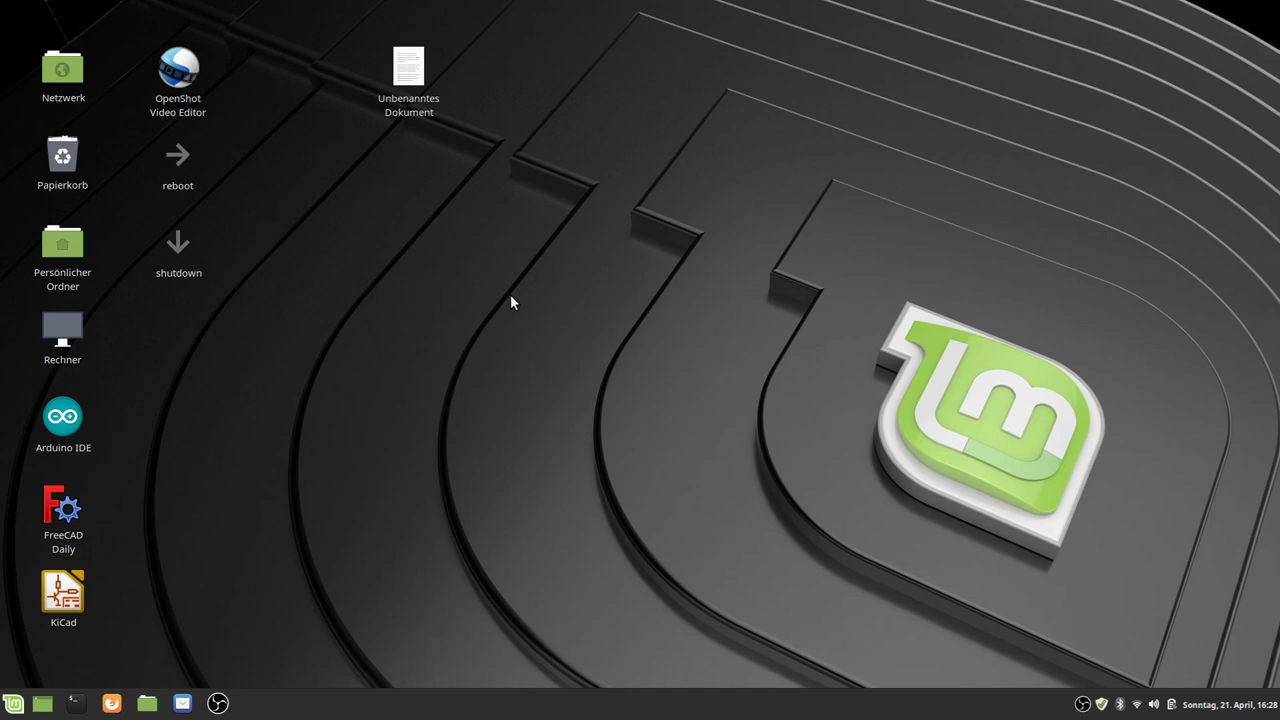 Netzwerk
OpenShot
Video Editor
Unbenanntes
Dokument
Papierkorb
reboot
Persönlicher
Ordner
shutdown
Rechner
Arduino IDE
FreeCAD
Daily
KiCad
Sonntag, 21. April, 16:28